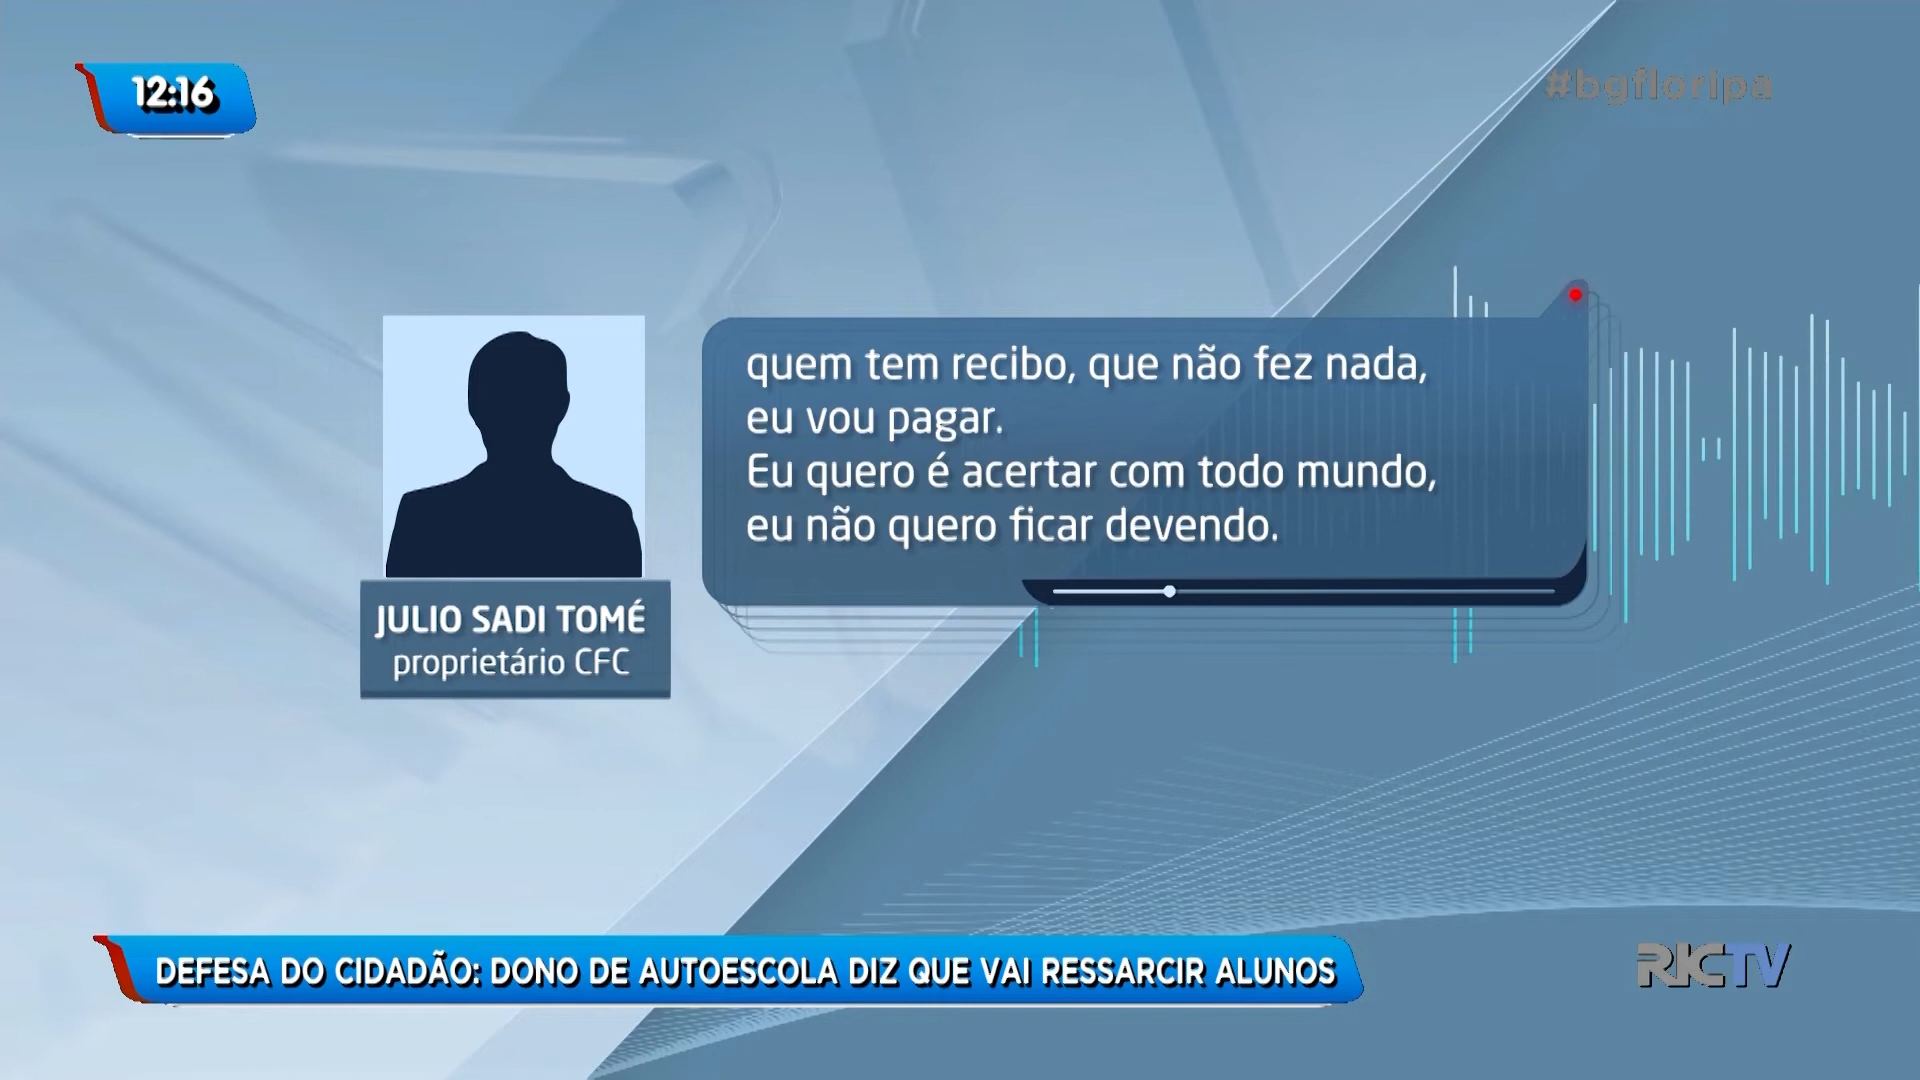 12:16
#bgfloripa
quem tem recibo, que não fez nada,
eu vou pagar.
Eu quero é acertar com todo mundo,
eu não quero ficar devendo.
JULIO SADI TOMÉ
proprietário CFC
DEFESA DO CIDADÃO: DONO DE AUTOESCOLA DIZ QUE VAI RESSARCIR ALUNOS
RICTV